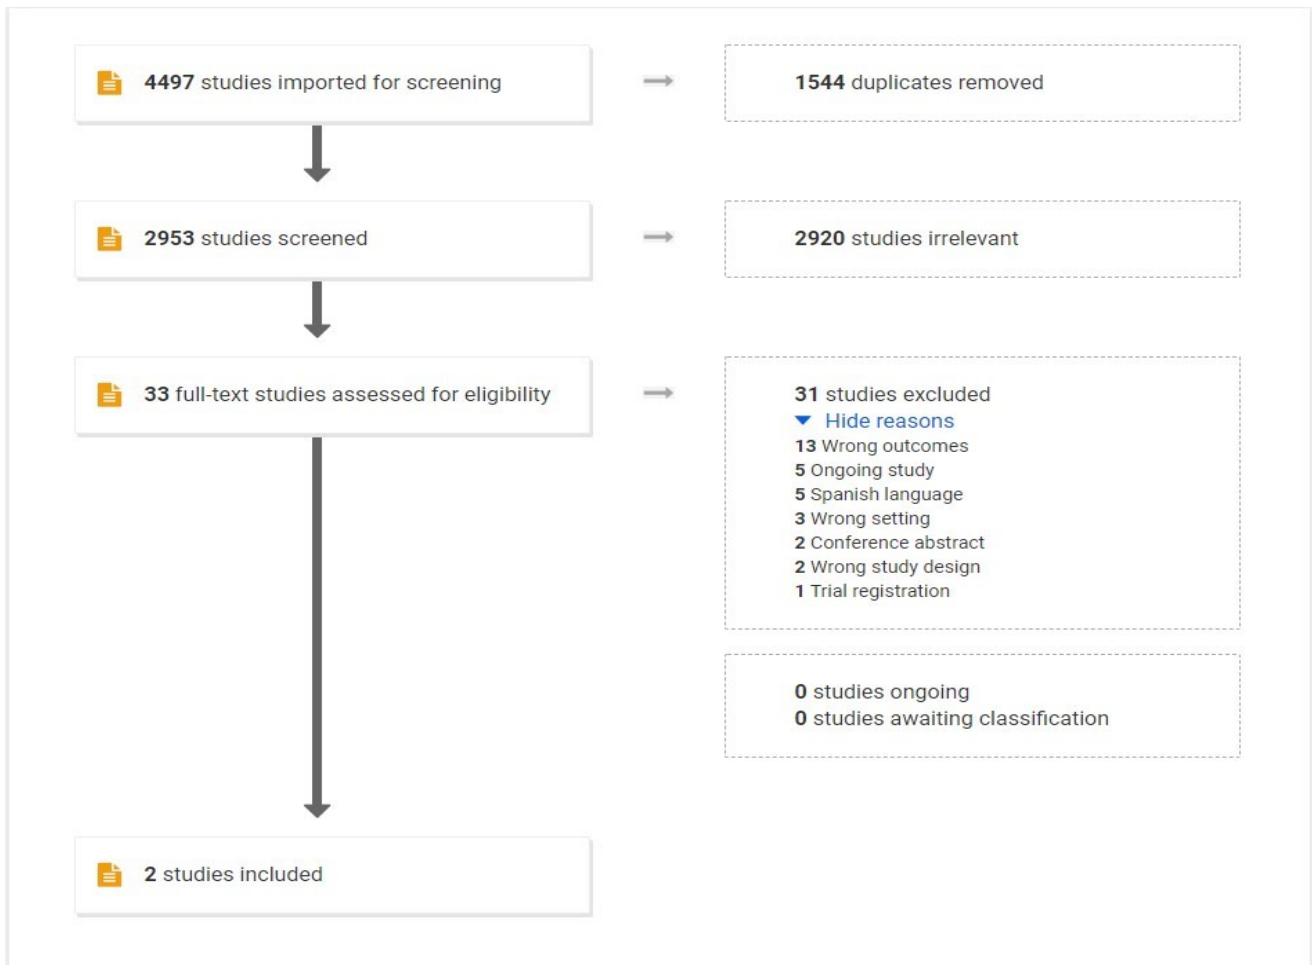 4497 studies imported for screening
1544 duplicates removed
2953 studies screened
2920 studies irrelevant
33 full-text studies assessed for eligibility
31 studies excluded
Hide reasons
13 Wrong outcomes
5 Ongoing study
5 Spanish language
3 Wrong setting
2 Conference abstract
2 Wrong study design
1 Trial registration
0 studies ongoing
0 studies awaiting classification
2 studies included